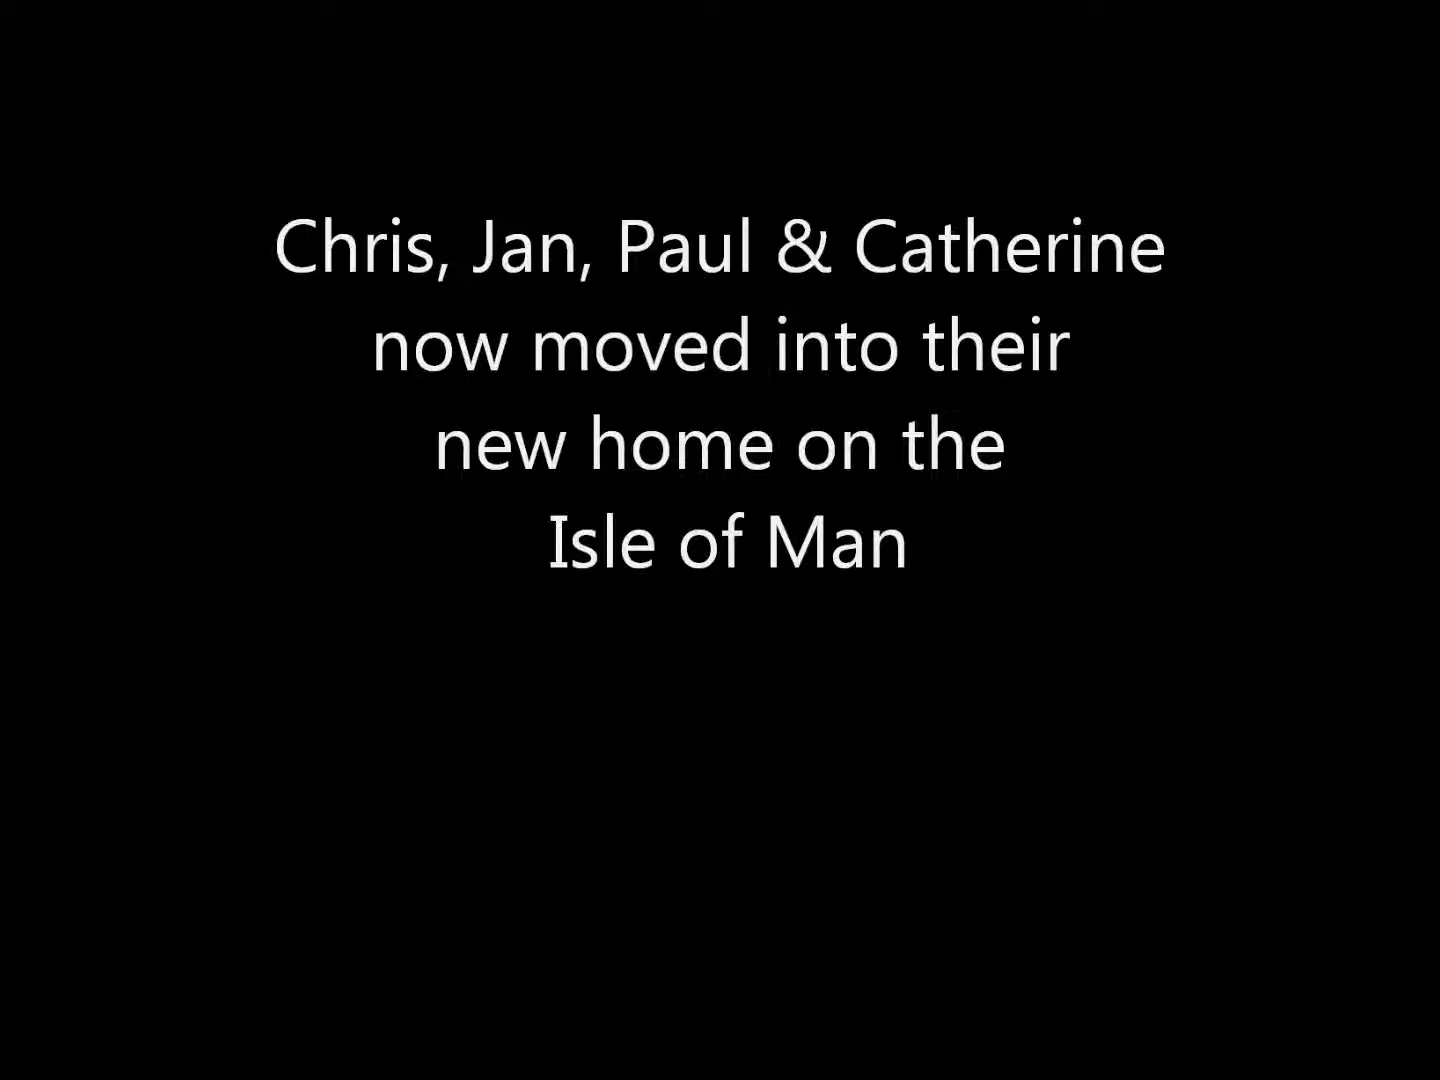 Chris, Jan, Paul & Catherine
now moved into their
new home on the
Isle of Man